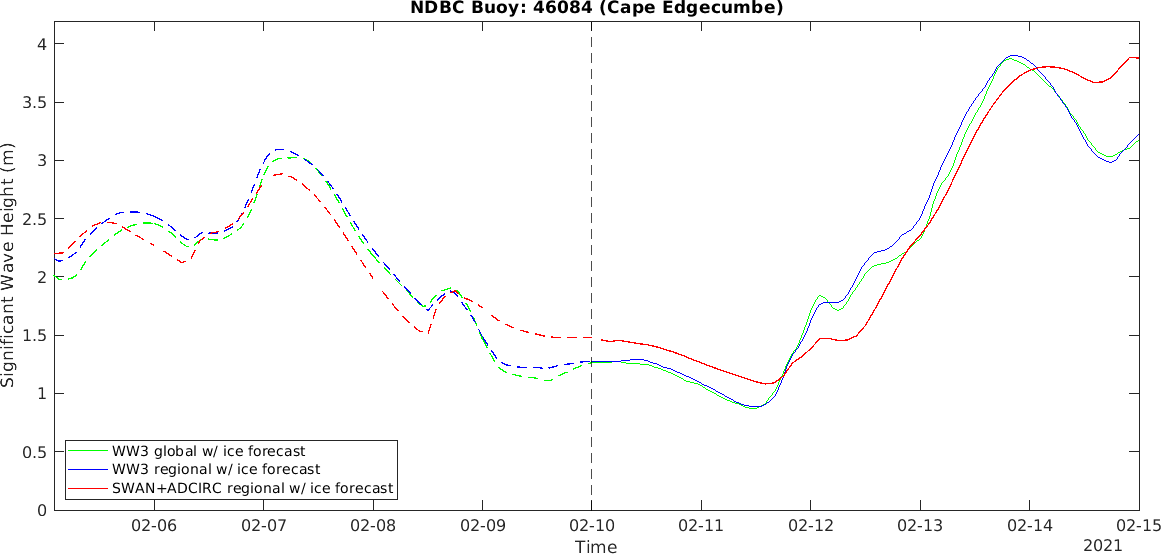 NDBC Buoy: 46084 (Cape Edgecumbe)
Significant Wave Height (m)
4
3.5
3
2.5
2
1.5
1
0.5
0
WW3 global w/ ice forecast
WW3 regional w/ ice forecast
SWAN+ADCIRC regional w/ ice forecast
02-06 02-07 02-08 02-09 02-10 02-11 02-12 02-13 02-14 02-15
Time
2021